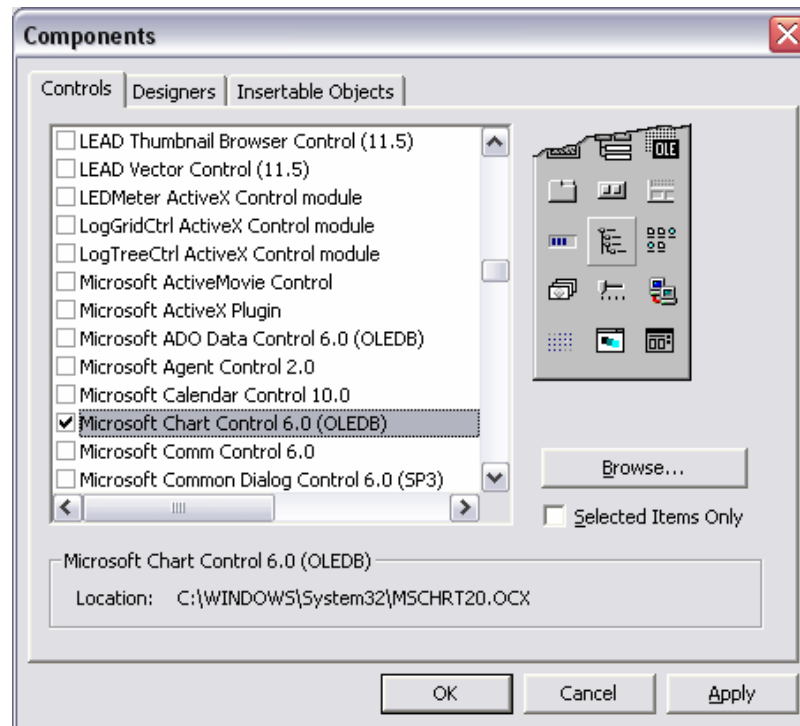 Components
Controls Designers Insertable Objects
LEAD Thumbnail Browser Control (11.5)
LEAD Vector Control (11.5)
LEDMeter ActiveX Control module
LogGridCtrl ActiveX Control module
LogTreeCtrl ActiveX Control module
Microsoft ActiveMovie Control
Microsoft ActiveX Plugin
Microsoft ADO Data Control 6.0 (OLEDB)
Microsoft Agent Control 2.0
Microsoft Calendar Control 10.0
Microsoft Chart Control 6.0 (OLEDB)
Microsoft Comm Control 6.0
Microsoft Common Dialog Control 6.0 (SP3)
OLE
Browse...
Selected Items Only
Microsoft Chart Control 6.0 (OLEDB)
Location: C:\WINDOWS\System32\MSCHRT20.OCX
OK Cancel Apply